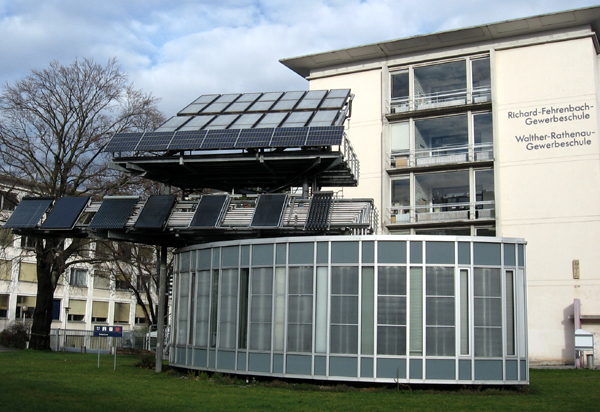 Richard-Fehrenbach-
Gewerbeschule
Walther-Rathenau-
Gewerbeschule